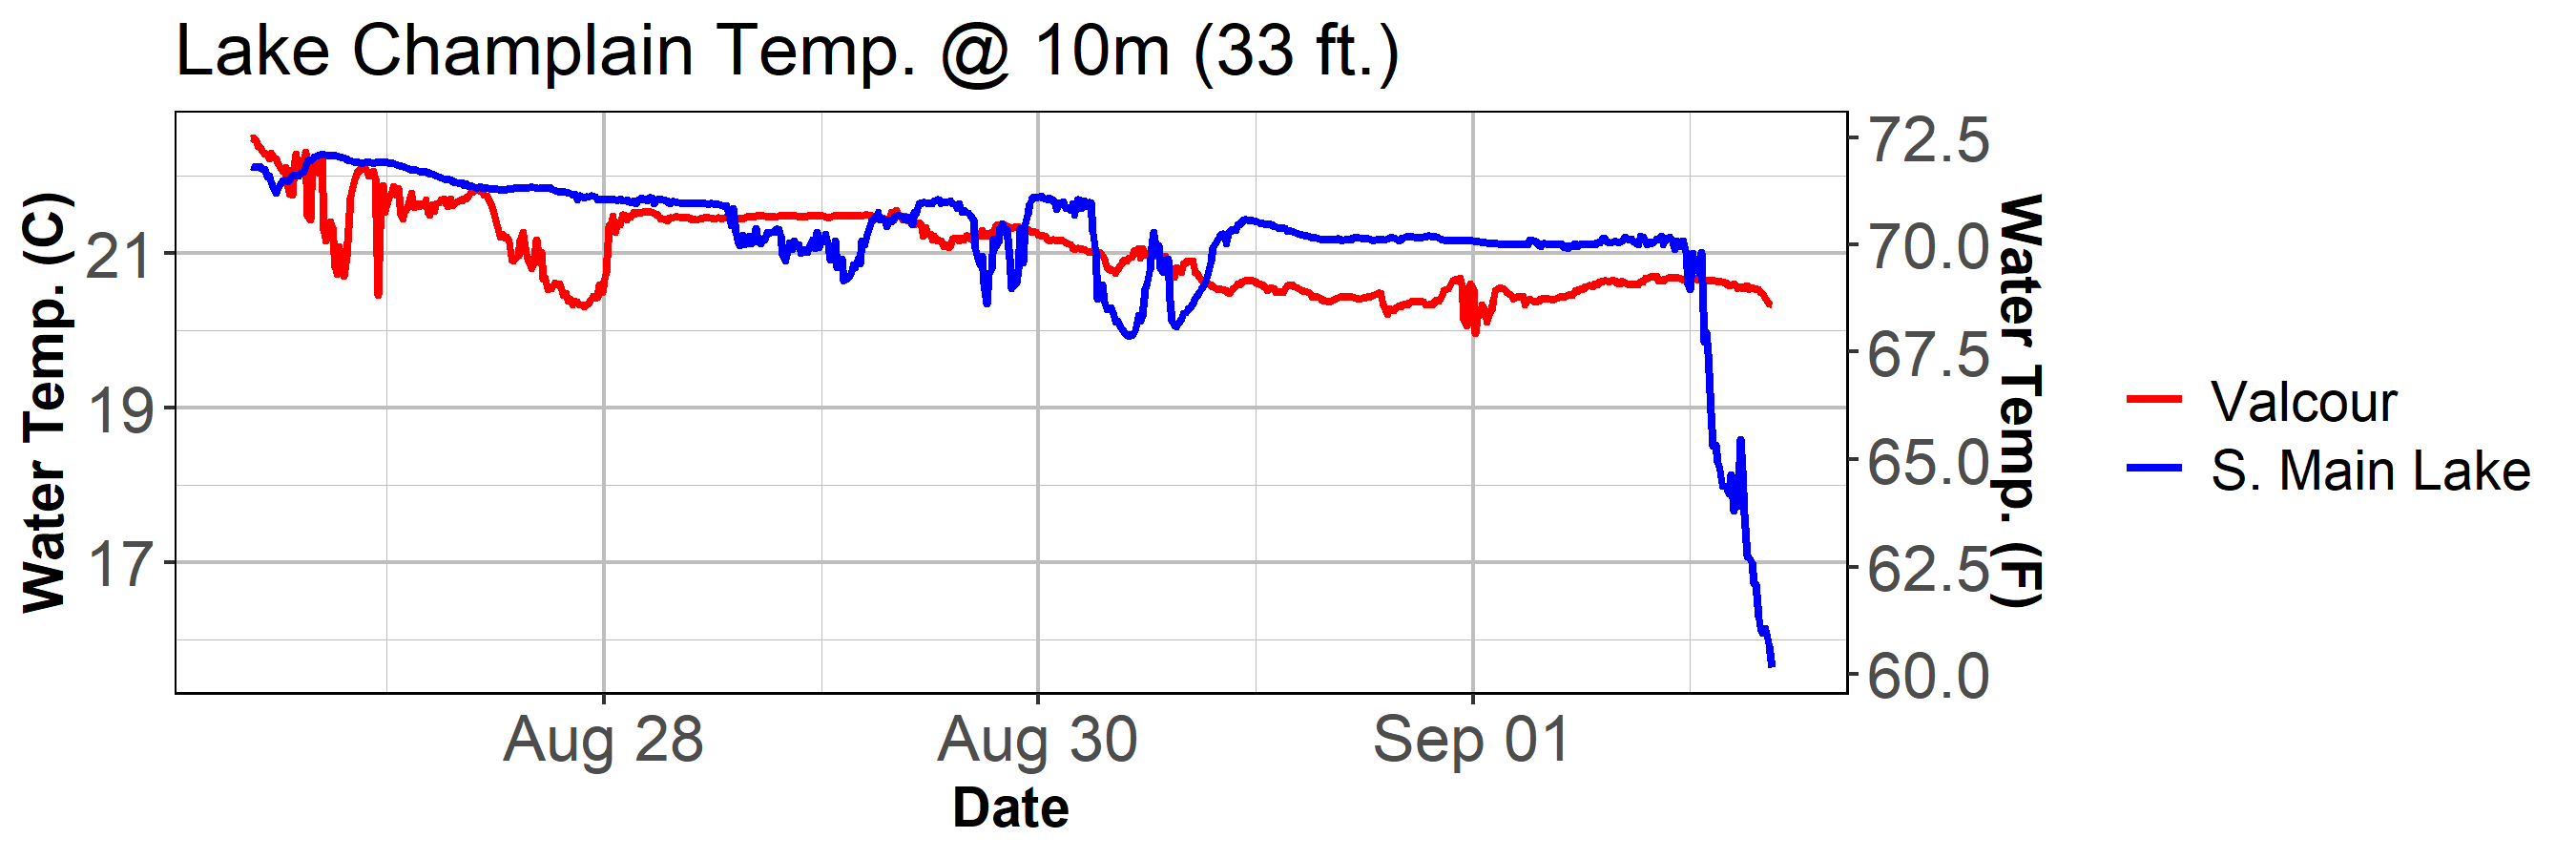 Lake Champlain Temp. @ 10m (33 ft.)
Water Temp. (C)
21
19
17
72.5
70.0
67.5
65.0
62.5
60.0
Water Temp. (F)
Valcour
S. Main Lake
Aug 28
Aug 30
Sep 01
Date